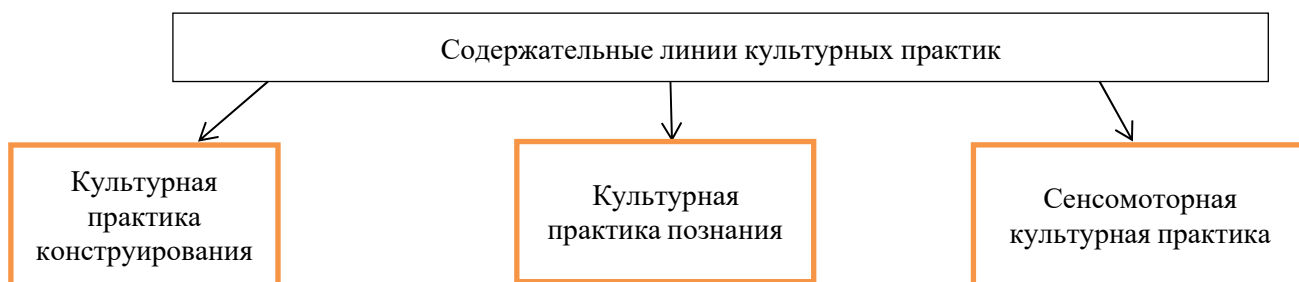 Содержательные линии культурных практик
Культурная
практика
конструирования
Культурная
практика познания
Сенсомоторная
культурная практика